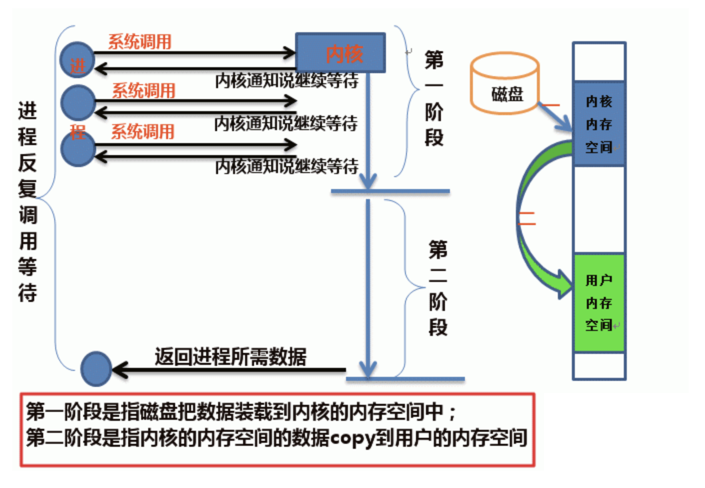 系统调用
进
内核
内核通知说继续等待
系统调用
程
内核通知说继续等待
系统调用
内核通知说继续等待
进程反复调用等待
第一阶段
第二阶段
返回进程所需数据
磁盘
一
二
内核
内存
空间
用户
内存
空间
第一阶段是指磁盘把数据装载到内核的内存空间中；
第二阶段是指内核的内存空间的数据copy到用户的内存空间